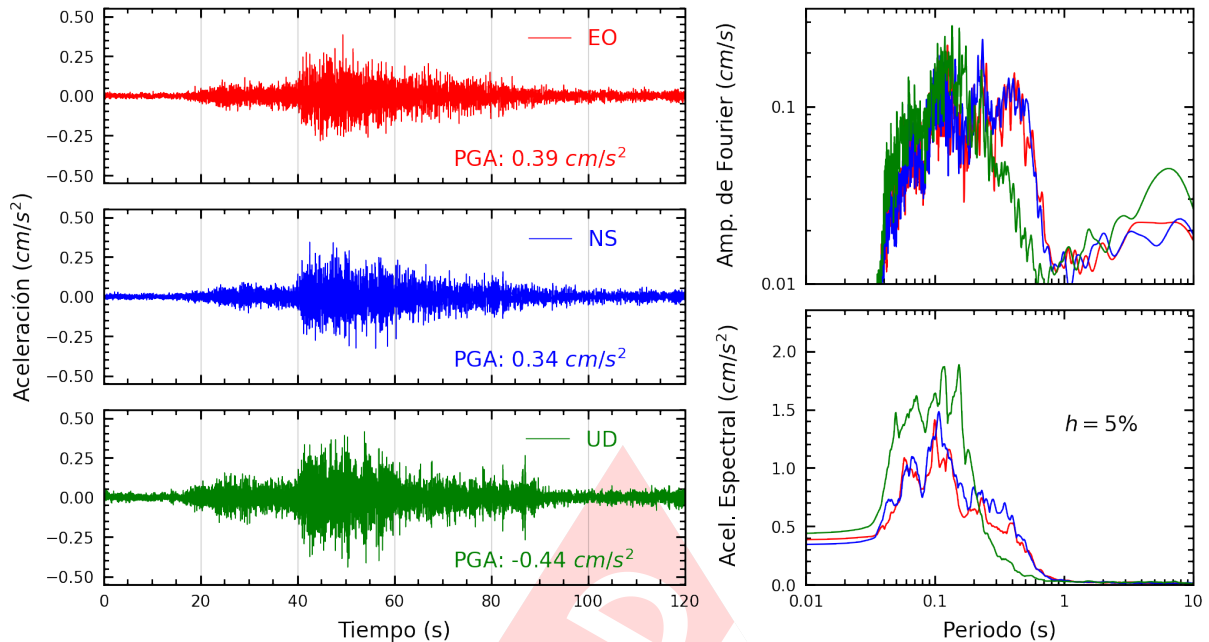 Aceleración (cm/s²)
0.50
0.25
0.00
−0.25
−0.50
EO
PGA: 0.39 cm/s²
0.50
0.25
0.00
−0.25
−0.50
NS
PGA: 0.34 cm/s²
0.50
0.25
0.00
−0.25
−0.50
UD
PGA: -0.44 cm/s²
0 20 40 60 80 100 120
Tiempo (s)
Amp. de Fourier (cm/s)
0.1
0.01
Acel. Espectral (cm/s²)
2.0
1.5
1.0
0.5
0.0
h = 5%
0.01 0.1 1 10
Periodo (s)